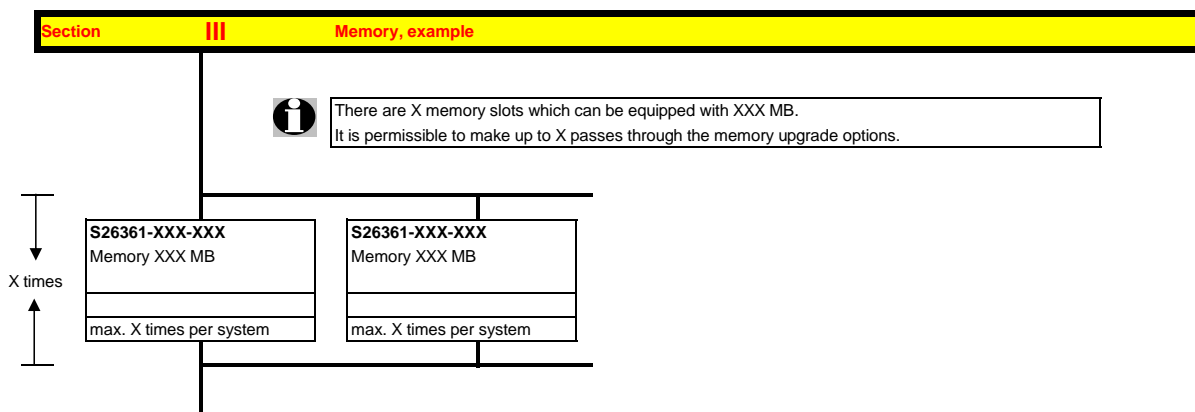 Section III Memory, example
There are X memory slots which can be equipped with XXX MB.
It is permissible to make up to X passes through the memory upgrade options.
X times
S26361-XXX-XXX
Memory XXX MB
max. X times per system
S26361-XXX-XXX
Memory XXX MB
max. X times per system